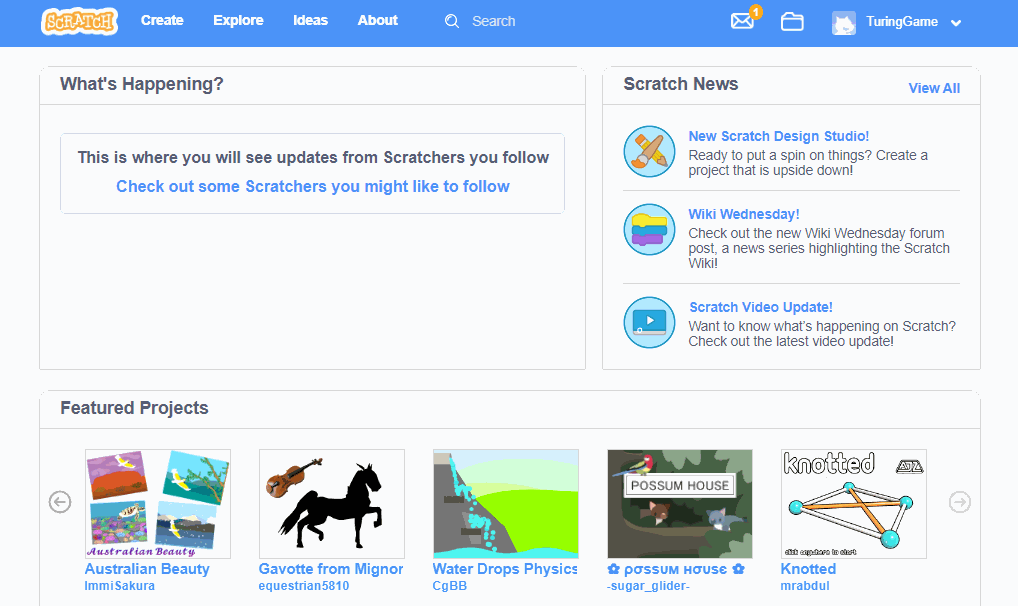 SCRATCH
Create
Explore
Ideas
About
Search
1
TuringGame
What's Happening?
This is where you will see updates from Scratchers you follow
Check out some Scratchers you might like to follow
Scratch News
View All
New Scratch Design Studio!
Ready to put a spin on things? Create a
project that is upside down!
Wiki Wednesday!
Check out the new Wiki Wednesday forum
post, a news series highlighting the Scratch
Wiki!
Scratch Video Update!
Want to know what's happening on Scratch?
Check out the latest video update!
Featured Projects
Australian Beauty
Australian Beauty
ImmiSakura
Gavotte from Mignor
equestrian5810
Water Drops Physics
CgBB
POSSUM HOUSE
✿ ρσѕѕυм нσυѕє ✿
-sugar_glider-
knotted
click anywhere to start
Knotted
mrabdul